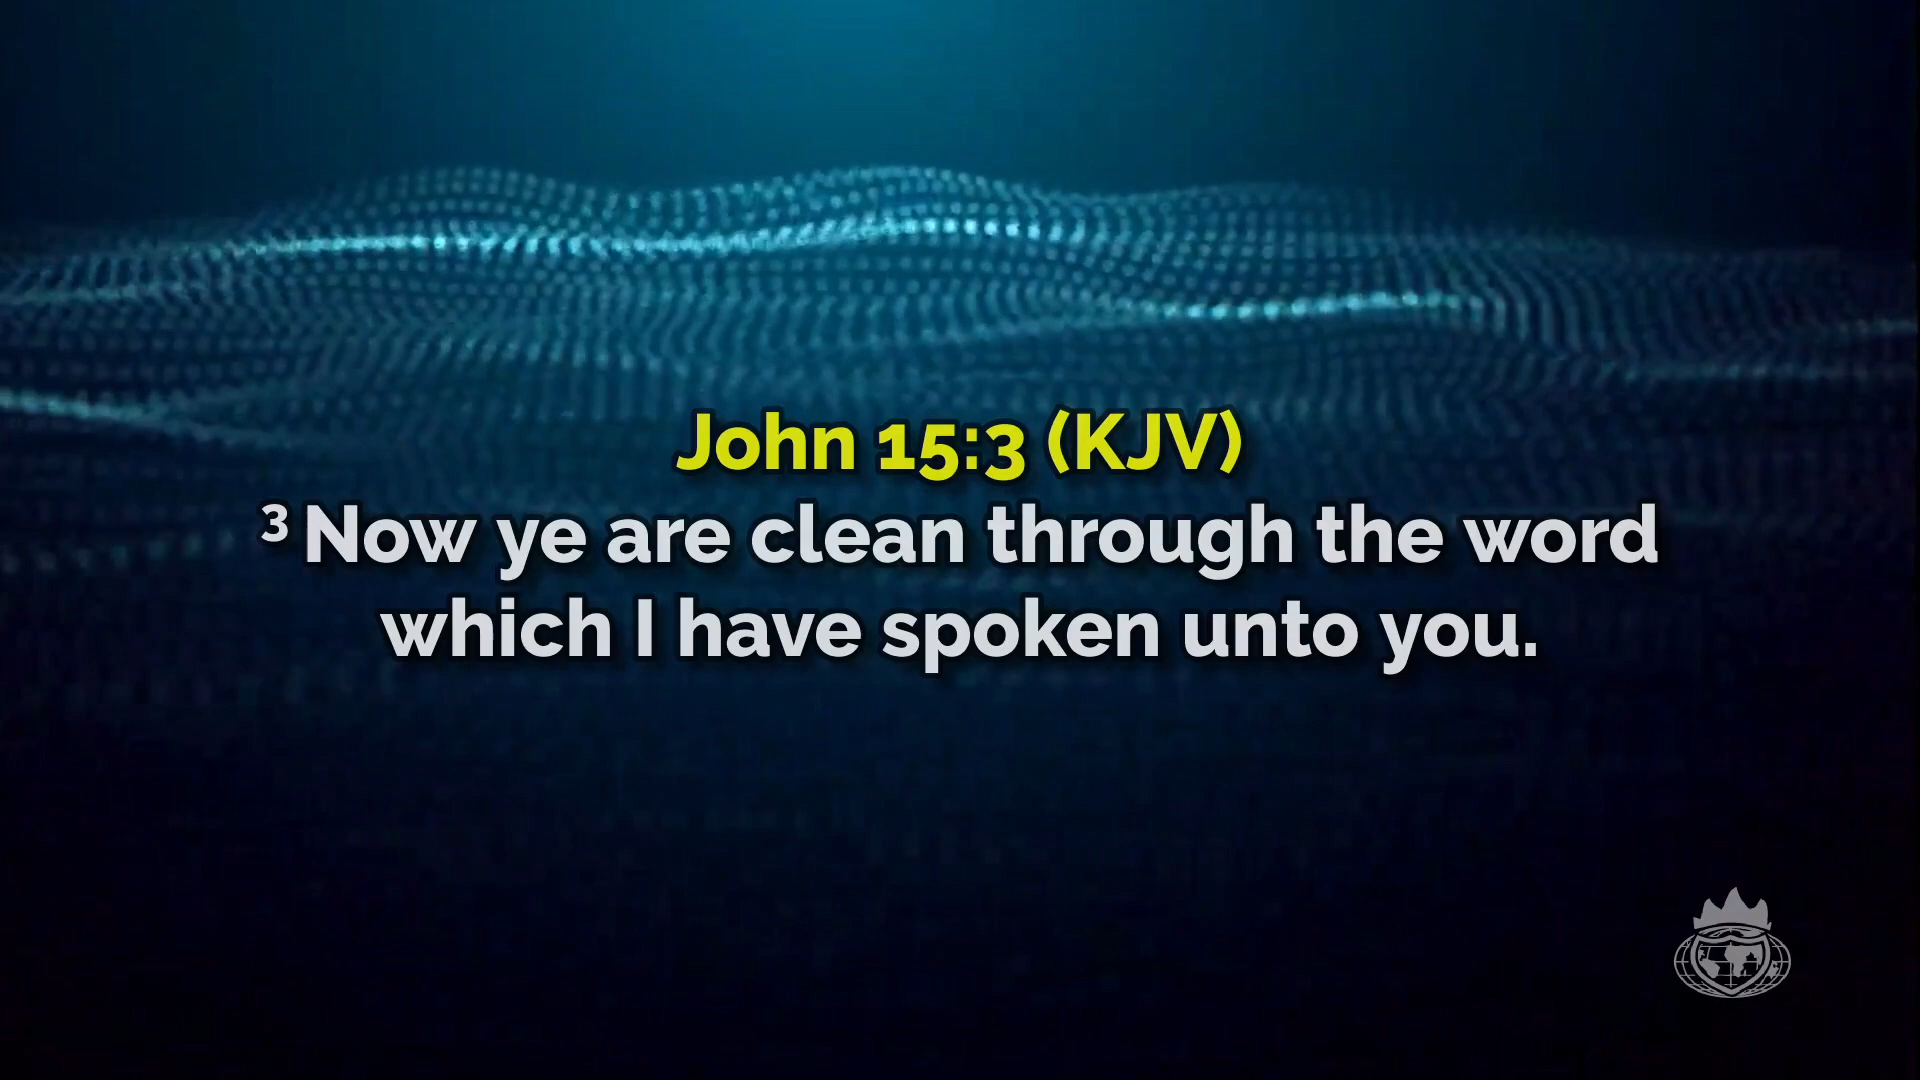 John 15:3 (KJV)
³ Now ye are clean through the word
which I have spoken unto you.